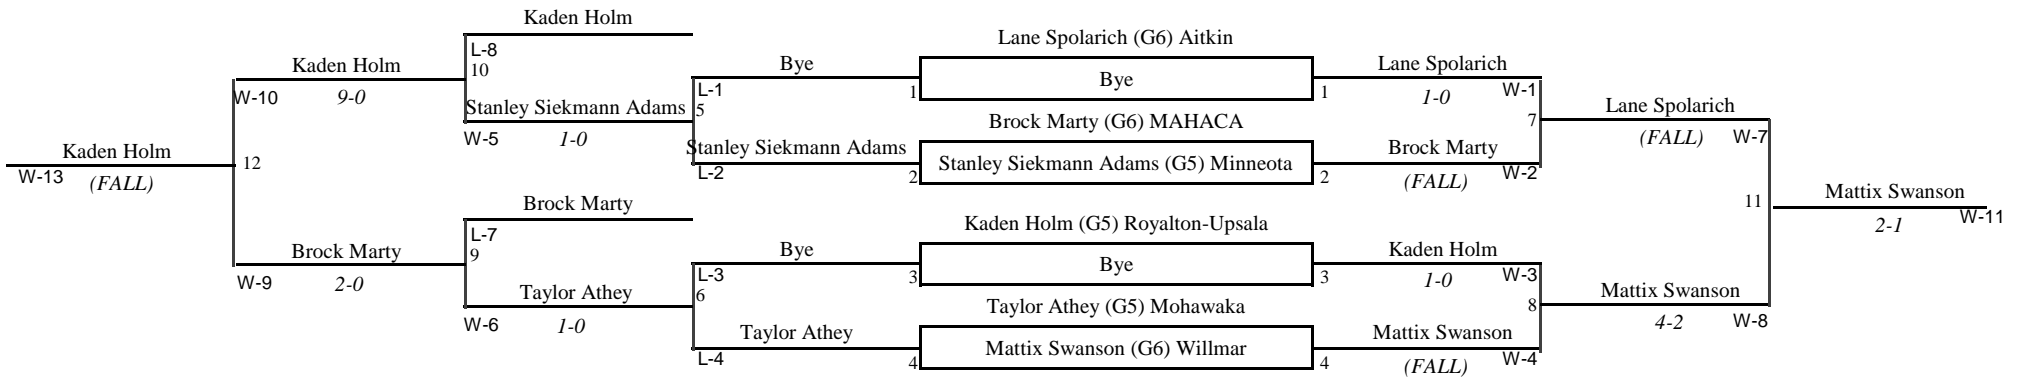 Kaden Holm
Lane Spolarich (G6) Aitkin
L-8
10
Kaden Holm
Bye
Bye
Lane Spolarich
W-10
9-0
L-1
1
1
1-0
W-1
Stanley Siekmann Adams
5
Lane Spolarich
W-5
1-0
Brock Marty (G6) MAHACA
7
(FALL)
W-7
Kaden Holm
12
Stanley Siekmann Adams
Stanley Siekmann Adams (G5) Minneota
Brock Marty
W-13
(FALL)
L-2
2
2
(FALL)
W-2
Brock Marty
Mattix Swanson
11
2-1
W-11
L-7
9
Kaden Holm (G5) Royalton-Upsala
Brock Marty
Bye
Bye
Kaden Holm
W-9
2-0
L-3
3
3
1-0
W-3
Taylor Athey
6
Mattix Swanson
W-6
1-0
Taylor Athey (G5) Mohawaka
8
4-2
W-8
Taylor Athey
Mattix Swanson (G6) Willmar
Mattix Swanson
L-4
4
4
(FALL)
W-4